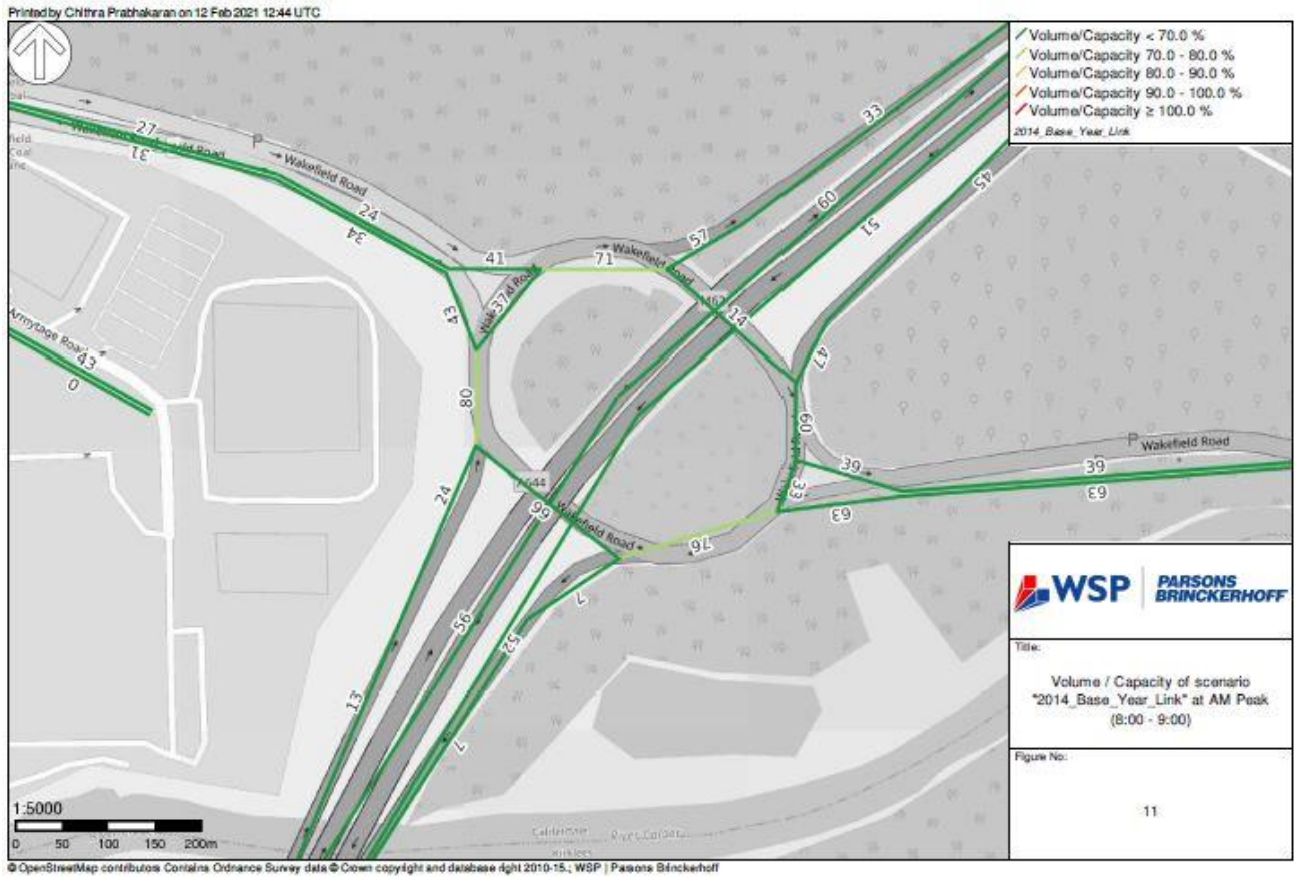 Printed by Chithra Prabhakaran on 12 Feb 2021 12:44 UTC
Volume/Capacity < 70.0 %
Volume/Capacity 70.0 - 80.0 %
Volume/Capacity 80.0 - 90.0 %
Volume/Capacity 90.0 - 100.0 %
Volume/Capacity ≥ 100.0 %
2014_Base_Year_Link
27
31
P
Wakefield Road
24
34
41
37
43
71
Wakefield Road
57
33
60
51
45
14
47
60
P
Wakefield Road
39
39
33
63
63
Armytage Road
43
0
80
A644
Wakefield Road
76
24
7
56
52
13
7
WSP | PARSONS
BRINCKERHOFF
Title:
Volume / Capacity of scenario
"2014_Base_Year_Link" at AM Peak
(8:00 - 9:00)
Figure No:
11
1:5000
0 50 100 150 200m
© OpenStreetMap contributors Contains Ordnance Survey data © Crown copyright and database right 2010-15.; WSP | Parsons Brinckerhoff